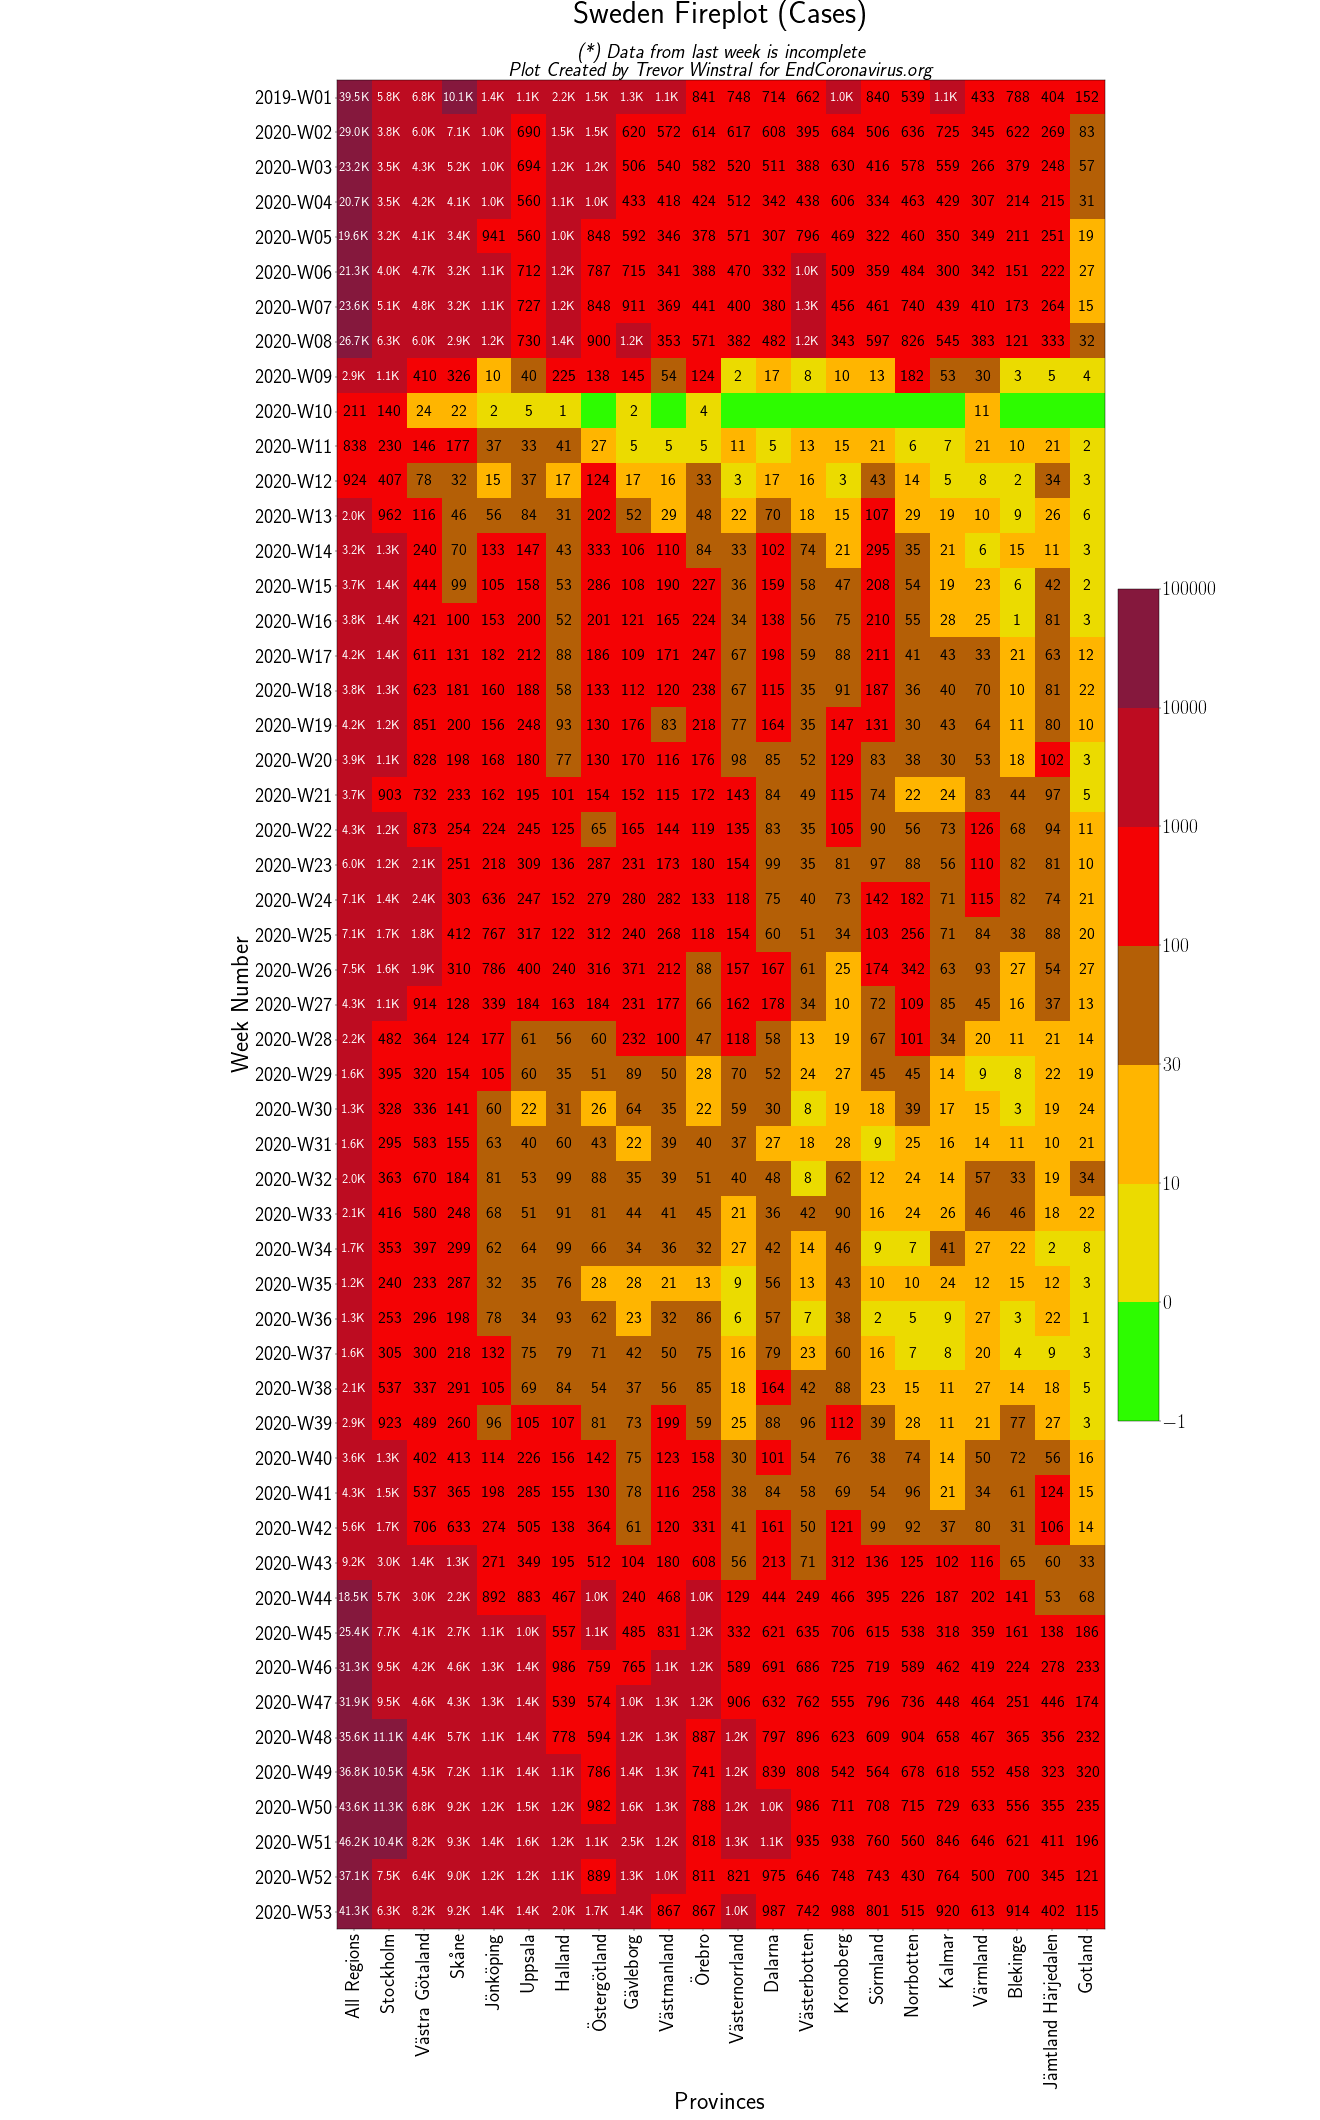 Sweden Fireplot (Cases)
(*) Data from last week is incomplete
Plot Created by Trevor Winstral for EndCoronavirus.org
2019-W01 39.5K 5.8K 6.8K 10.1K 1.4K 1.1K 2.2K 1.5K 1.3K 1.1K 841 748 714 662 1.0K 840 539 1.1K 433 788 404 152
2020-W02 29.0K 3.8K 6.0K 7.1K 1.0K 690 1.5K 1.5K 620 572 614 617 608 395 684 506 636 725 345 622 269 83
2020-W03 23.2K 3.5K 4.3K 5.2K 1.0K 694 1.2K 1.2K 506 540 582 520 511 388 630 416 578 559 266 379 248 57
2020-W04 20.7K 3.5K 4.2K 4.1K 1.0K 560 1.1K 1.0K 433 418 424 512 342 438 606 334 463 429 307 214 215 31
2020-W05 19.6K 3.2K 4.1K 3.4K 941 560 1.0K 848 592 346 378 571 307 796 469 322 460 350 349 211 251 19
2020-W06 21.3K 4.0K 4.7K 3.2K 1.1K 712 1.2K 787 715 341 388 470 332 1.0K 509 359 484 300 342 151 222 27
2020-W07 23.6K 5.1K 4.8K 3.2K 1.1K 727 1.2K 848 911 369 441 400 380 1.3K 456 461 740 439 410 173 264 15
2020-W08 26.7K 6.3K 6.0K 2.9K 1.2K 730 1.4K 900 1.2K 353 571 382 482 1.2K 343 597 826 545 383 121 333 32
2020-W09 2.9K 1.1K 410 326 10 40 225 138 145 54 124 2 17 8 10 13 182 53 30 3 5 4
2020-W10 211 140 24 22 2 5 1 2 4 11
2020-W11 838 230 146 177 37 33 41 27 5 5 5 11 5 13 15 21 6 7 21 10 21 2
2020-W12 924 407 78 32 15 37 17 124 17 16 33 3 17 16 3 43 14 5 8 2 34 3
2020-W13 2.0K 962 116 46 56 84 31 202 52 29 48 22 70 18 15 107 29 19 10 9 26 6
2020-W14 3.2K 1.3K 240 70 133 147 43 333 106 110 84 33 102 74 21 295 35 21 6 15 11 3
2020-W15 3.7K 1.4K 444 99 105 158 53 286 108 190 227 36 159 58 47 208 54 19 23 6 42 2
2020-W16 3.8K 1.4K 421 100 153 200 52 201 121 165 224 34 138 56 75 210 55 28 25 1 81 3
2020-W17 4.2K 1.4K 611 131 182 212 88 186 109 171 247 67 198 59 88 211 41 43 33 21 63 12
2020-W18 3.8K 1.3K 623 181 160 188 58 133 112 120 238 67 115 35 91 187 36 40 70 10 81 22
2020-W19 4.2K 1.2K 851 200 156 248 93 130 176 83 218 77 164 35 147 131 30 43 64 11 80 10
2020-W20 3.9K 1.1K 828 198 168 180 77 130 170 116 176 98 85 52 129 83 38 30 53 18 102 3
2020-W21 3.7K 903 732 233 162 195 101 154 152 115 172 143 84 49 115 74 22 24 83 44 97 5
2020-W22 4.3K 1.2K 873 254 224 245 125 65 165 144 119 135 83 35 105 90 56 73 126 68 94 11
2020-W23 6.0K 1.2K 2.1K 251 218 309 136 287 231 173 180 154 99 35 81 97 88 56 110 82 81 10
2020-W24 7.1K 1.4K 2.4K 303 636 247 152 279 280 282 133 118 75 40 73 142 182 71 115 82 74 21
2020-W25 7.1K 1.7K 1.8K 412 767 317 122 312 240 268 118 154 60 51 34 103 256 71 84 38 88 20
2020-W26 7.5K 1.6K 1.9K 310 786 400 240 316 371 212 88 157 167 61 25 174 342 63 93 27 54 27
2020-W27 4.3K 1.1K 914 128 339 184 163 184 231 177 66 162 178 34 10 72 109 85 45 16 37 13
2020-W28 2.2K 482 364 124 177 61 56 60 232 100 47 118 58 13 19 67 101 34 20 11 21 14
2020-W29 1.6K 395 320 154 105 60 35 51 89 50 28 70 52 24 27 45 45 14 9 8 22 19
2020-W30 1.3K 328 336 141 60 22 31 26 64 35 22 59 30 8 19 18 39 17 15 3 19 24
2020-W31 1.6K 295 583 155 63 40 60 43 22 39 40 37 27 18 28 9 25 16 14 11 10 21
2020-W32 2.0K 363 670 184 81 53 99 88 35 39 51 40 48 8 62 12 24 14 57 33 19 34
2020-W33 2.1K 416 580 248 68 51 91 81 44 41 45 21 36 42 90 16 24 26 46 46 18 22
2020-W34 1.7K 353 397 299 62 64 99 66 34 36 32 27 42 14 46 9 7 41 27 22 2 8
2020-W35 1.2K 240 233 287 32 35 76 28 28 21 13 9 56 13 43 10 10 24 12 15 12 3
2020-W36 1.3K 253 296 198 78 34 93 62 23 32 86 6 57 7 38 2 5 9 27 3 22 1
2020-W37 1.6K 305 300 218 132 75 79 71 42 50 75 16 79 23 60 16 7 8 20 4 9 3
2020-W38 2.1K 537 337 291 105 69 84 54 37 56 85 18 164 42 88 23 15 11 27 14 18 5
2020-W39 2.9K 923 489 260 96 105 107 81 73 199 59 25 88 96 112 39 28 11 21 77 27 3
2020-W40 3.6K 1.3K 402 413 114 226 156 142 75 123 158 30 101 54 76 38 74 14 50 72 56 16
2020-W41 4.3K 1.5K 537 365 198 285 155 130 78 116 258 38 84 58 69 54 96 21 34 61 124 15
2020-W42 5.6K 1.7K 706 633 274 505 138 364 61 120 331 41 161 50 121 99 92 37 80 31 106 14
2020-W43 9.2K 3.0K 1.4K 1.3K 271 349 195 512 104 180 608 56 213 71 312 136 125 102 116 65 60 33
2020-W44 18.5K 5.7K 3.0K 2.2K 892 883 467 1.0K 240 468 1.0K 129 444 249 466 395 226 187 202 141 53 68
2020-W45 25.4K 7.7K 4.1K 2.7K 1.1K 1.0K 557 1.1K 485 831 1.2K 332 621 635 706 615 538 318 359 161 138 186
2020-W46 31.3K 9.5K 4.2K 4.6K 1.3K 1.4K 986 759 765 1.1K 1.2K 589 691 686 725 719 589 462 419 224 278 233
2020-W47 31.9K 9.5K 4.6K 4.3K 1.3K 1.4K 539 574 1.0K 1.3K 1.2K 906 632 762 555 796 736 448 464 251 446 174
2020-W48 35.6K 11.1K 4.4K 5.7K 1.1K 1.4K 778 594 1.2K 1.3K 887 1.2K 797 896 623 609 904 658 467 365 356 232
2020-W49 36.8K 10.5K 4.5K 7.2K 1.1K 1.4K 1.1K 786 1.4K 1.3K 741 1.2K 839 808 542 564 678 618 552 458 323 320
2020-W50 43.6K 11.3K 6.8K 9.2K 1.2K 1.5K 1.2K 982 1.6K 1.3K 788 1.2K 1.0K 986 711 708 715 729 633 556 355 235
2020-W51 46.2K 10.4K 8.2K 9.3K 1.4K 1.6K 1.2K 1.1K 2.5K 1.2K 818 1.3K 1.1K 935 938 760 560 846 646 621 411 196
2020-W52 37.1K 7.5K 6.4K 9.0K 1.2K 1.2K 1.1K 889 1.3K 1.0K 811 821 975 646 748 743 430 764 500 700 345 121
2020-W53 41.3K 6.3K 8.2K 9.2K 1.4K 1.4K 2.0K 1.7K 1.4K 867 867 1.0K 987 742 988 801 515 920 613 914 402 115
Week Number
All Regions
Stockholm
Västra Götaland
Skåne
Jönköping
Uppsala
Halland
Östergötland
Gävleborg
Västmanland
Örebro
Västernorrland
Dalarna
Västerbotten
Kronoberg
Sörmland
Norrbotten
Kalmar
Värmland
Blekinge
Jämtland Härjedalen
Gotland
Provinces
100000
10000
1000
100
30
10
0
−1